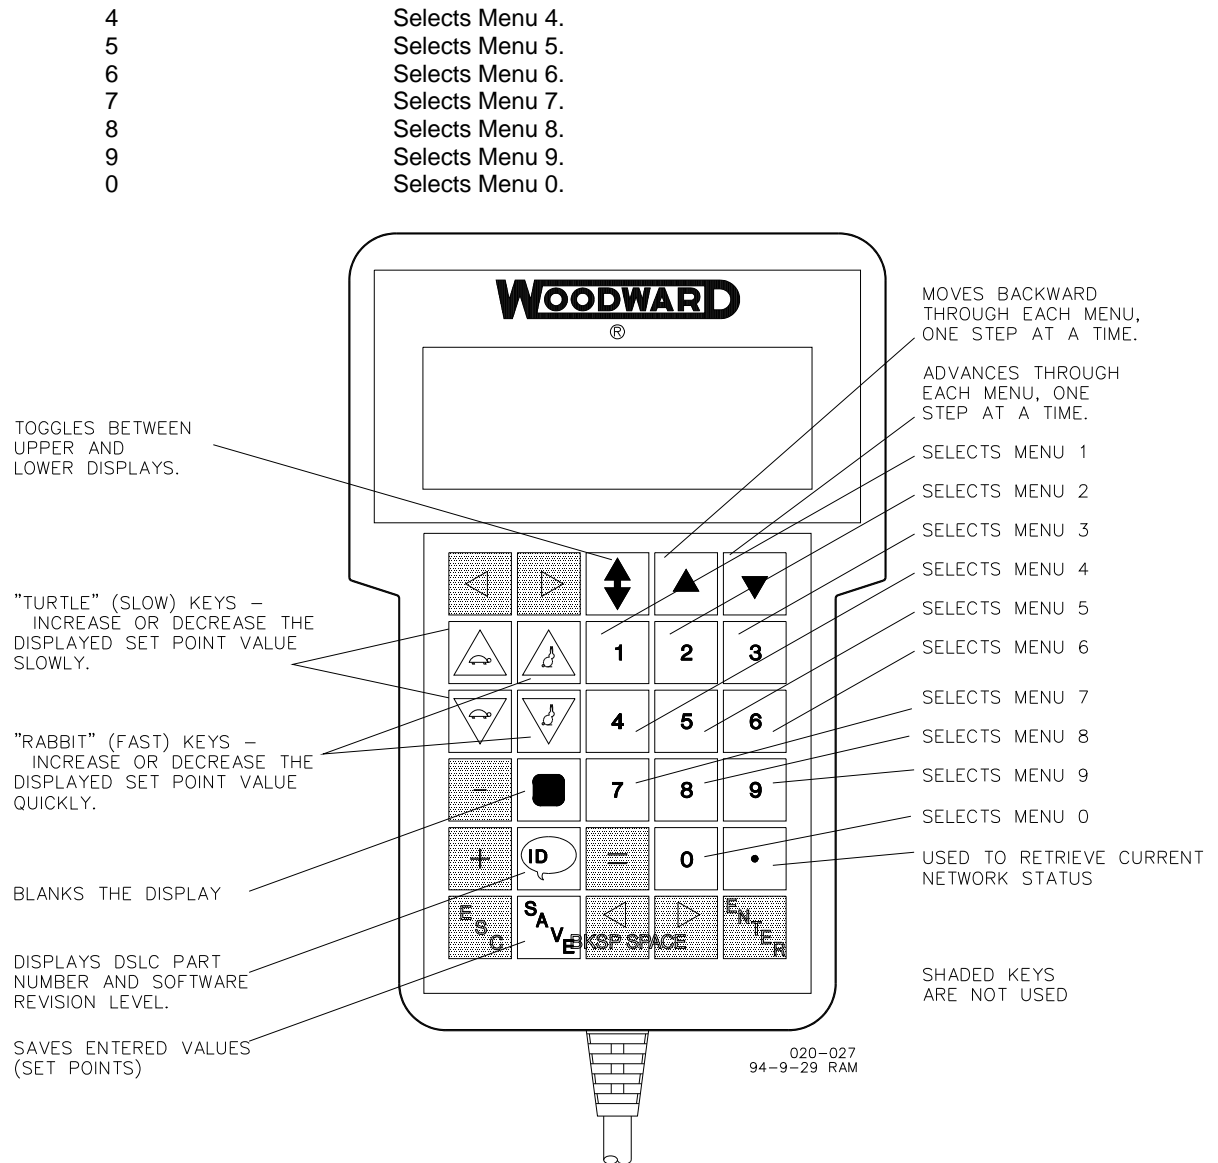 4 Selects Menu 4.
5 Selects Menu 5.
6 Selects Menu 6.
7 Selects Menu 7.
8 Selects Menu 8.
9 Selects Menu 9.
0 Selects Menu 0.
WOODWARD
®
MOVES BACKWARD
THROUGH EACH MENU,
ONE STEP AT A TIME.
ADVANCES THROUGH
EACH MENU, ONE
STEP AT A TIME.
TOGGLES BETWEEN
UPPER AND
LOWER DISPLAYS.
SELECTS MENU 1
SELECTS MENU 2
SELECTS MENU 3
SELECTS MENU 4
SELECTS MENU 5
SELECTS MENU 6
SELECTS MENU 7
SELECTS MENU 8
SELECTS MENU 9
SELECTS MENU 0
USED TO RETRIEVE CURRENT
NETWORK STATUS
"TURTLE" (SLOW) KEYS –
INCREASE OR DECREASE THE
DISPLAYED SET POINT VALUE
SLOWLY.
"RABBIT" (FAST) KEYS –
INCREASE OR DECREASE THE
DISPLAYED SET POINT VALUE
QUICKLY.
BLANKS THE DISPLAY
DISPLAYS DSLC PART
NUMBER AND SOFTWARE
REVISION LEVEL.
SAVES ENTERED VALUES
(SET POINTS)
1 2 3
4 5 6
– 7 8 9
+ ID = 0 •
ESC SAVE BKSP SPACE ENTER
SHADED KEYS
ARE NOT USED
020–027
94–9–29 RAM